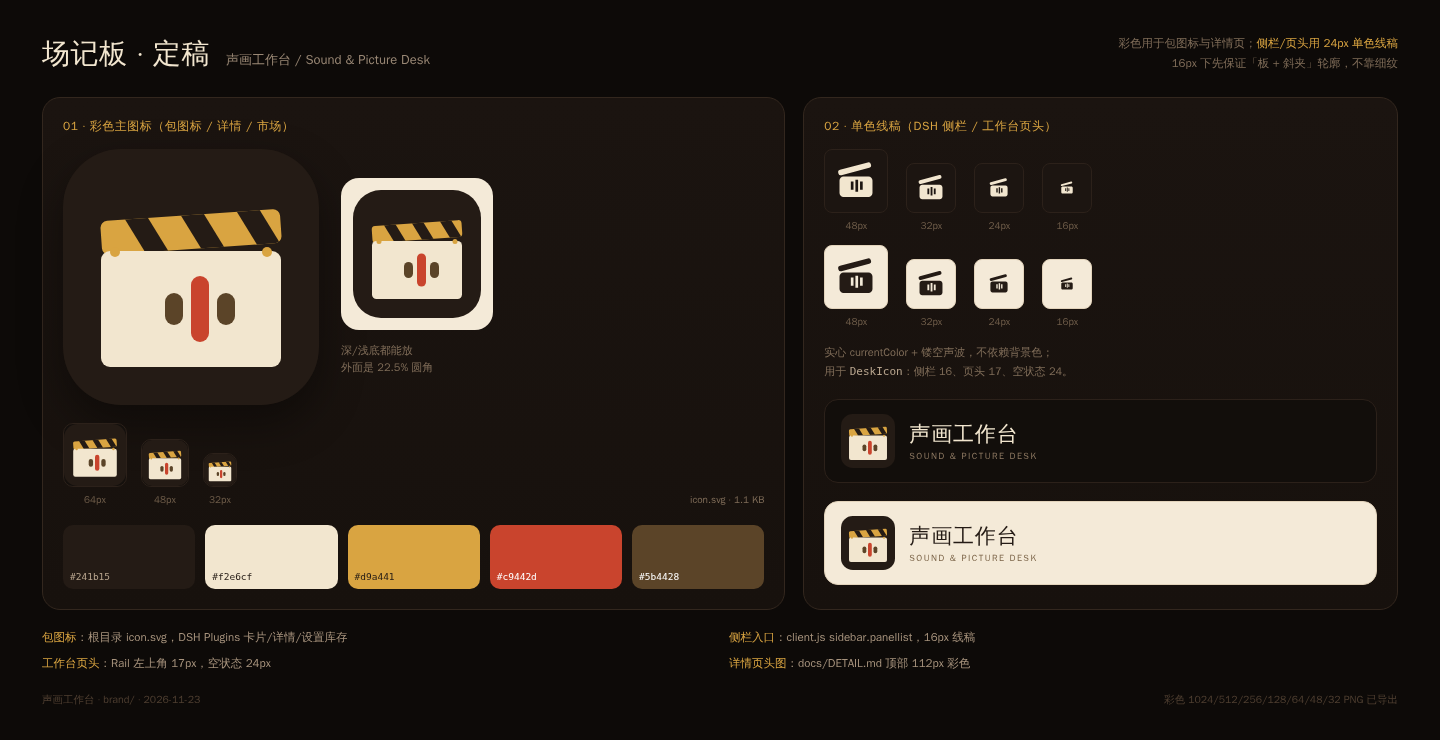 场记板 · 定稿
声画工作台 / Sound & Picture Desk
彩色用于包图标与详情页；侧栏/页头用 24px 单色线稿
16px 下先保证「板 + 斜夹」轮廓，不靠细纹
01 · 彩色主图标（包图标 / 详情 / 市场）
深/浅底都能放
外面是 22.5% 圆角
64px
48px
32px
icon.svg · 1.1 KB
#241b15
#f2e6cf
#d9a441
#c9442d
#5b4428
02 · 单色线稿（DSH 侧栏 / 工作台页头）
48px
32px
24px
16px
48px
32px
24px
16px
实心 currentColor + 镂空声波，不依赖背景色；
用于 DeskIcon：侧栏 16、页头 17、空状态 24。
声画工作台
SOUND & PICTURE DESK
声画工作台
SOUND & PICTURE DESK
包图标：根目录 icon.svg，DSH Plugins 卡片/详情/设置库存
侧栏入口：client.js sidebar.panellist，16px 线稿
工作台页头：Rail 左上角 17px，空状态 24px
详情页头图：docs/DETAIL.md 顶部 112px 彩色
声画工作台 · brand/ · 2026-11-23
彩色 1024/512/256/128/64/48/32 PNG 已导出